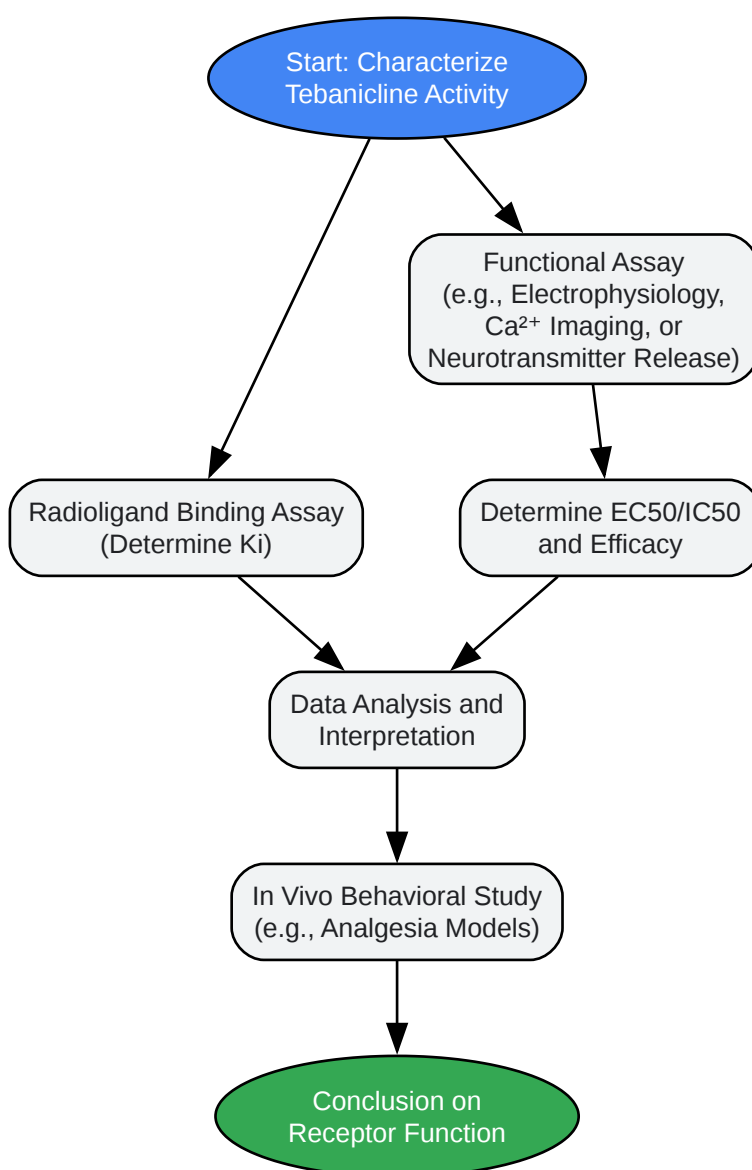 Start: Characterize
Tebanicline Activity
Functional Assay
(e.g., Electrophysiology,
Ca²⁺ Imaging, or
Neurotransmitter Release)
Radioligand Binding Assay
(Determine Ki)
Determine EC50/IC50
and Efficacy
Data Analysis and
Interpretation
In Vivo Behavioral Study
(e.g., Analgesia Models)
Conclusion on
Receptor Function